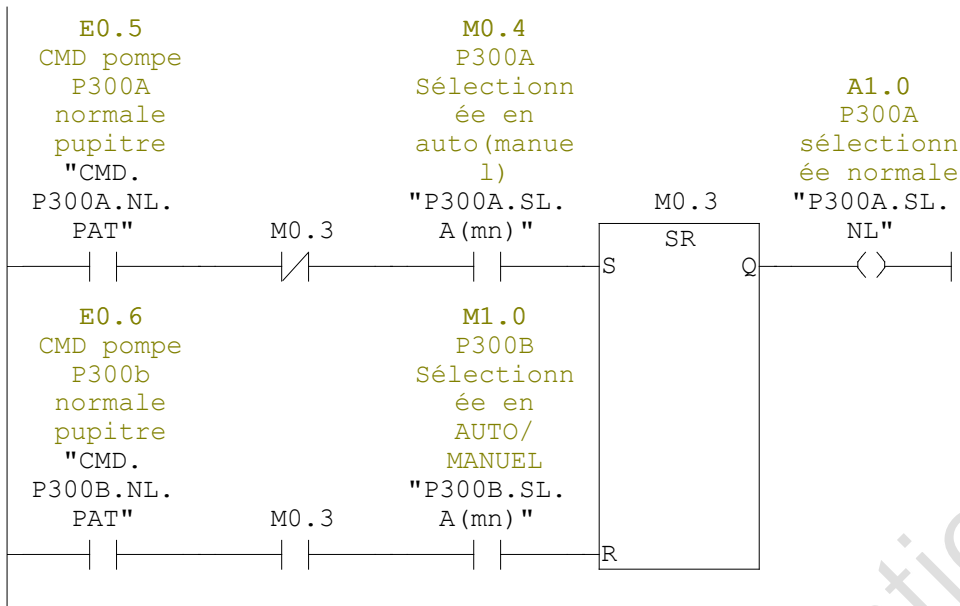 E0.5
CMD pompe
P300A
normale
pupitre
"CMD.
P300A.NL.
PAT"
M0.3
M0.4
P300A
Sélectionn
ée en
auto(manue
l)
"P300A.SL.
A(mn)"
M0.3
SR
S
Q
A1.0
P300A
sélectionn
ée normale
"P300A.SL.
NL"
E0.6
CMD pompe
P300b
normale
pupitre
"CMD.
P300B.NL.
PAT"
M0.3
M1.0
P300B
Sélectionn
ée en
AUTO/
MANUEL
"P300B.SL.
A(mn)"
R